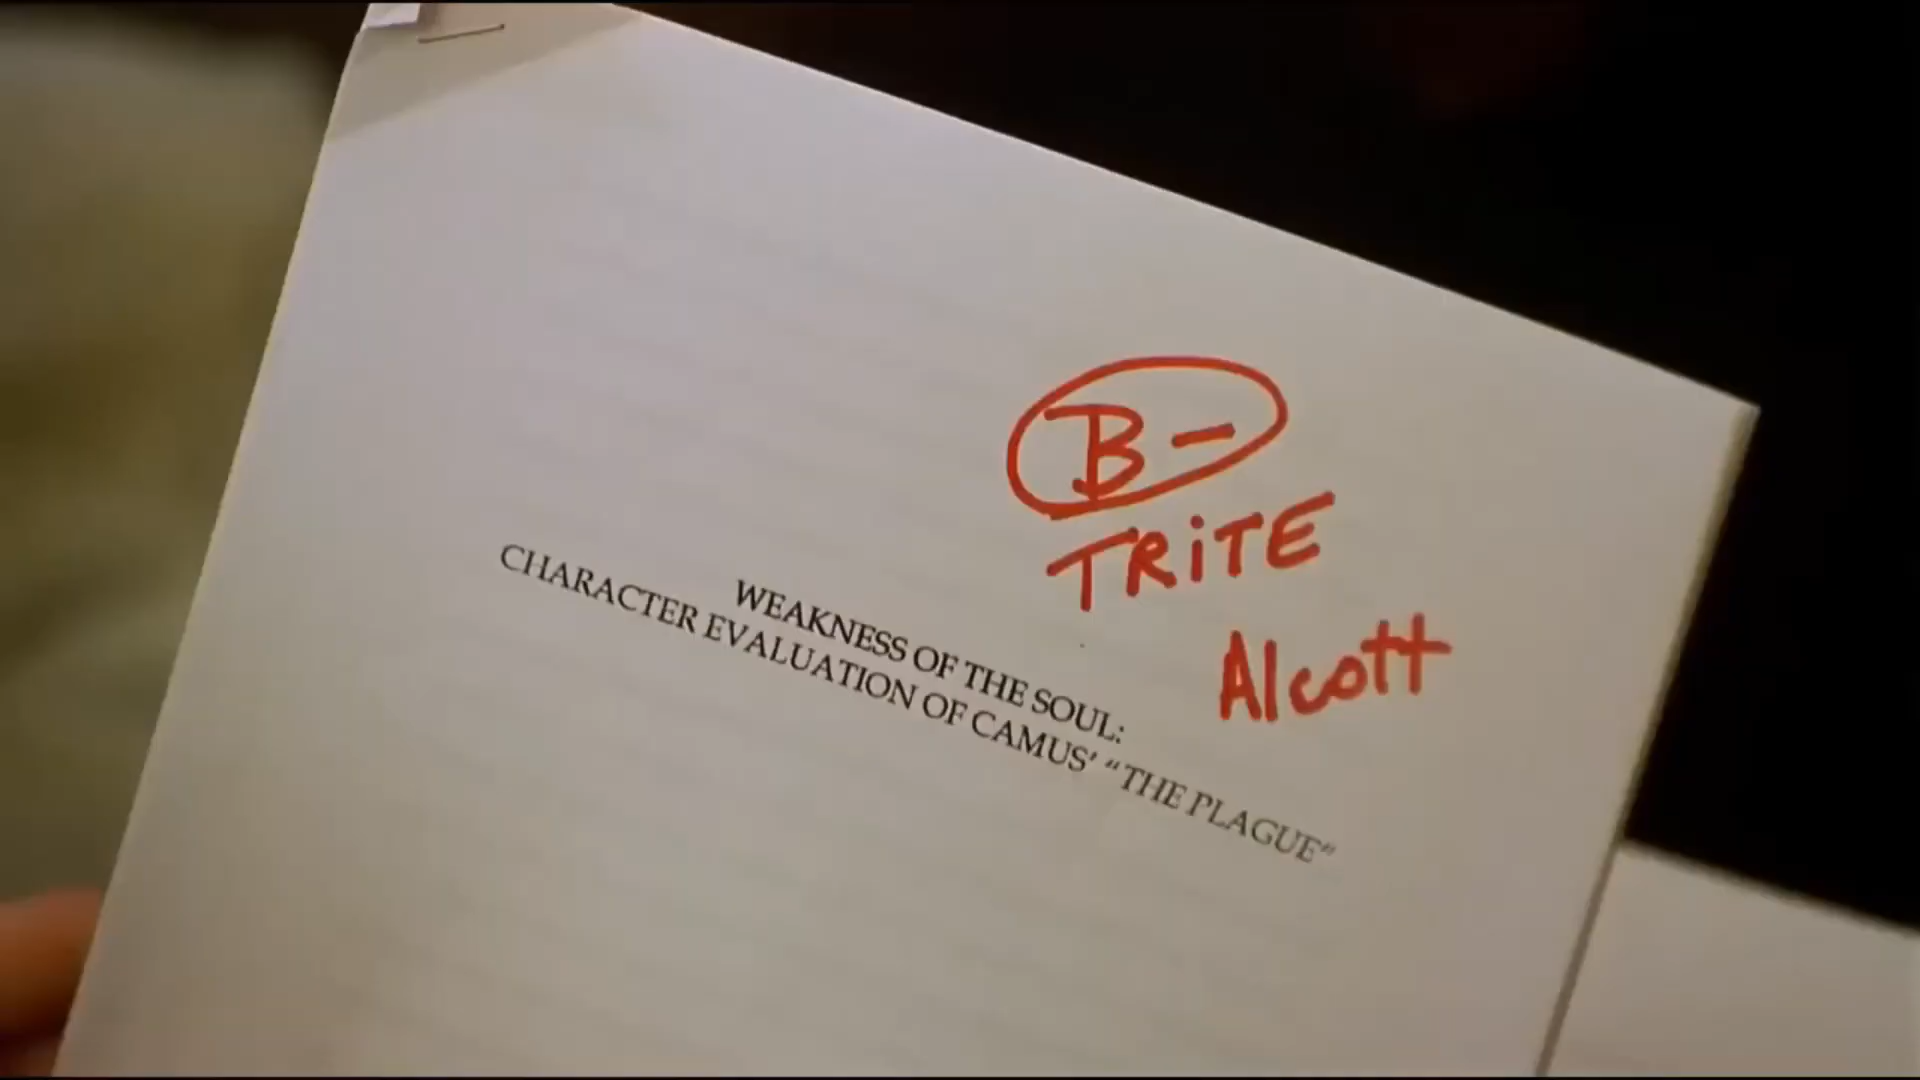 B-
TRiTE
Alcott
WEAKNESS OF THE SOUL:
CHARACTER EVALUATION OF CAMUS' "THE PLAGUE"